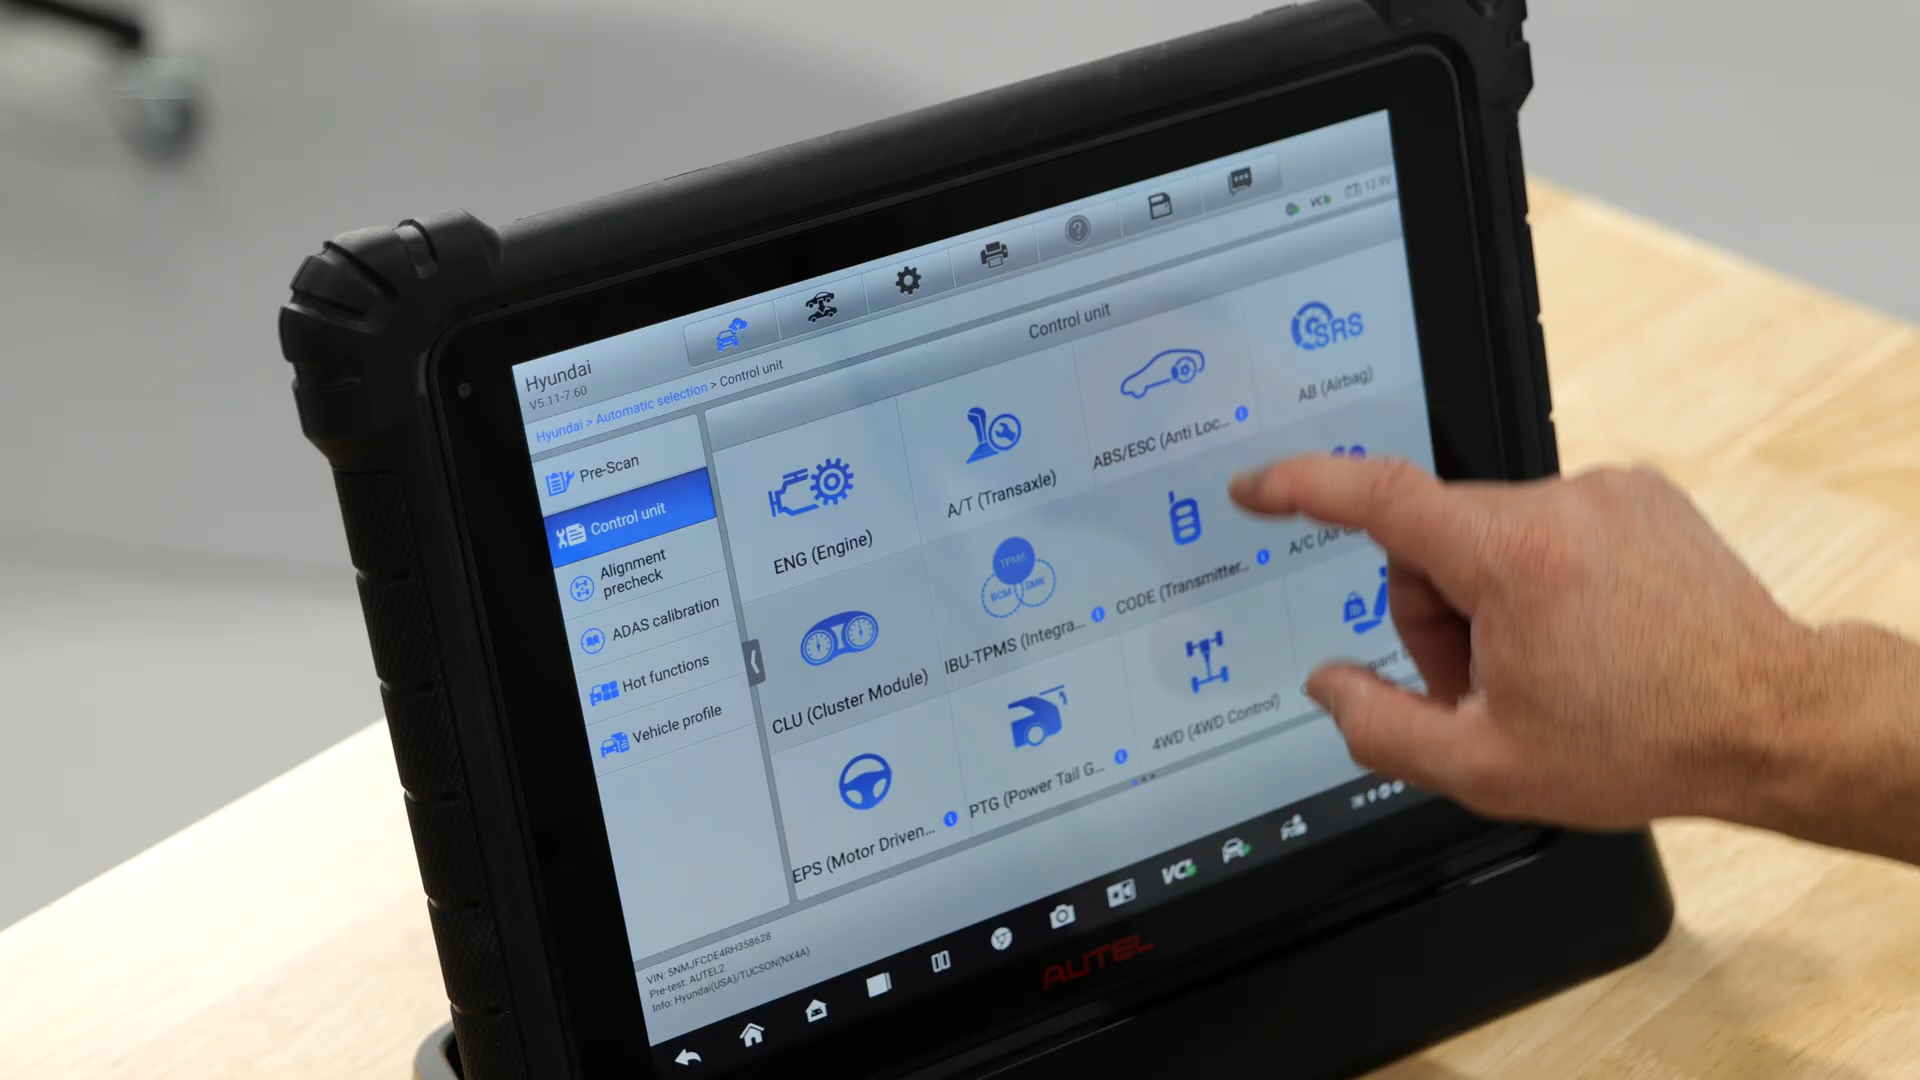 Hyundai
V5.11-7.60
VCI
12.9V
Hyundai > Automatic selection > Control unit
Control unit
Pre-Scan
Control unit
Alignment
precheck
ADAS calibration
Hot functions
Vehicle profile
ENG (Engine)
A/T (Transaxle)
ABS/ESC (Anti Loc...
SRS
AB (Airbag)
CLU (Cluster Module)
TPMS
BCM
SMK
IBU-TPMS (Integra...
CODE (Transmitter...
A/C (Air
EPS (Motor Driven...
PTG (Power Tail G...
4WD (4WD Control)
VIN: 5NMJFCDE4RH358628
Pre-test: AUTEL2
Info: Hyundai(USA)/TUCSON(NX4A)
VCI
AUTEL